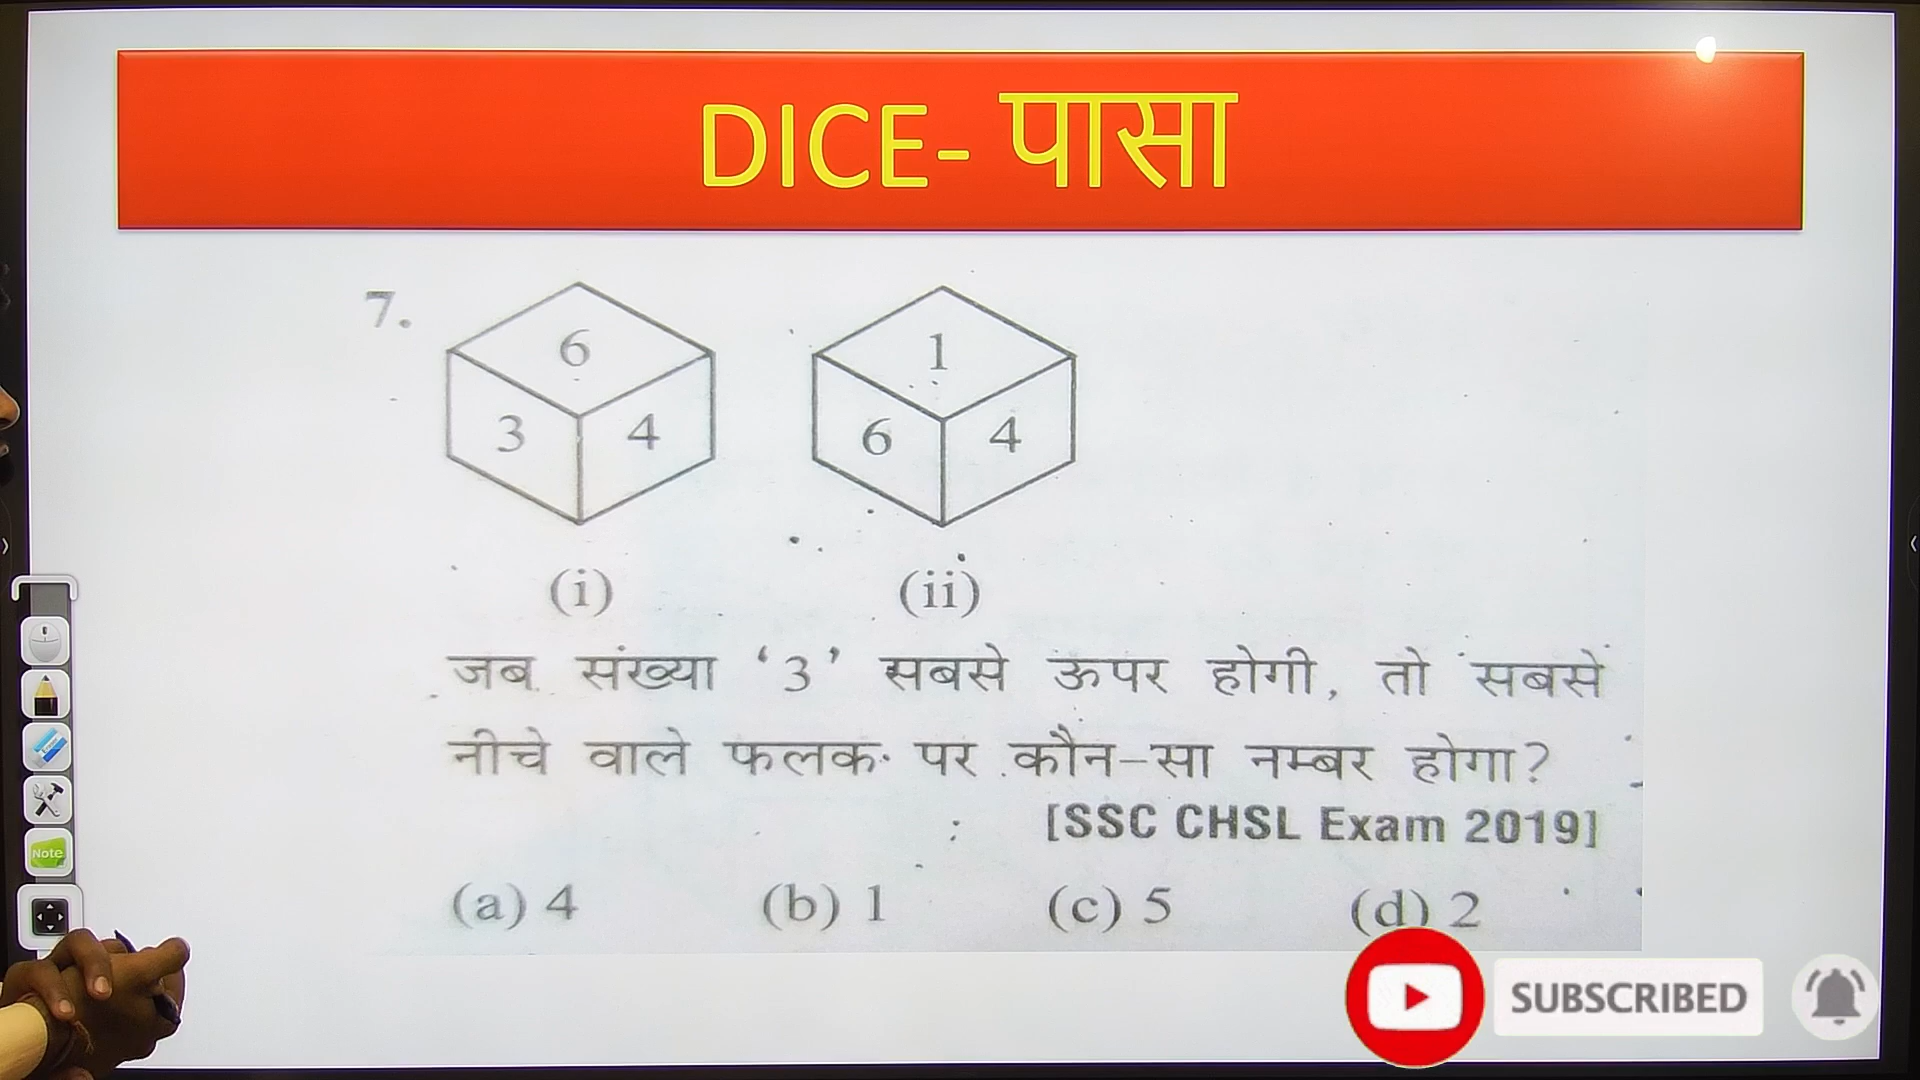 DICE- पासा
7.
6
3 4
1
6 4
(i) (ii)
जब संख्या ‘3’ सबसे ऊपर होगी, तो सबसे
नीचे वाले फलक पर कौन-सा नम्बर होगा?
[SSC CHSL Exam 2019]
(a) 4 (b) 1 (c) 5 (d) 2
Note
SUBSCRIBED